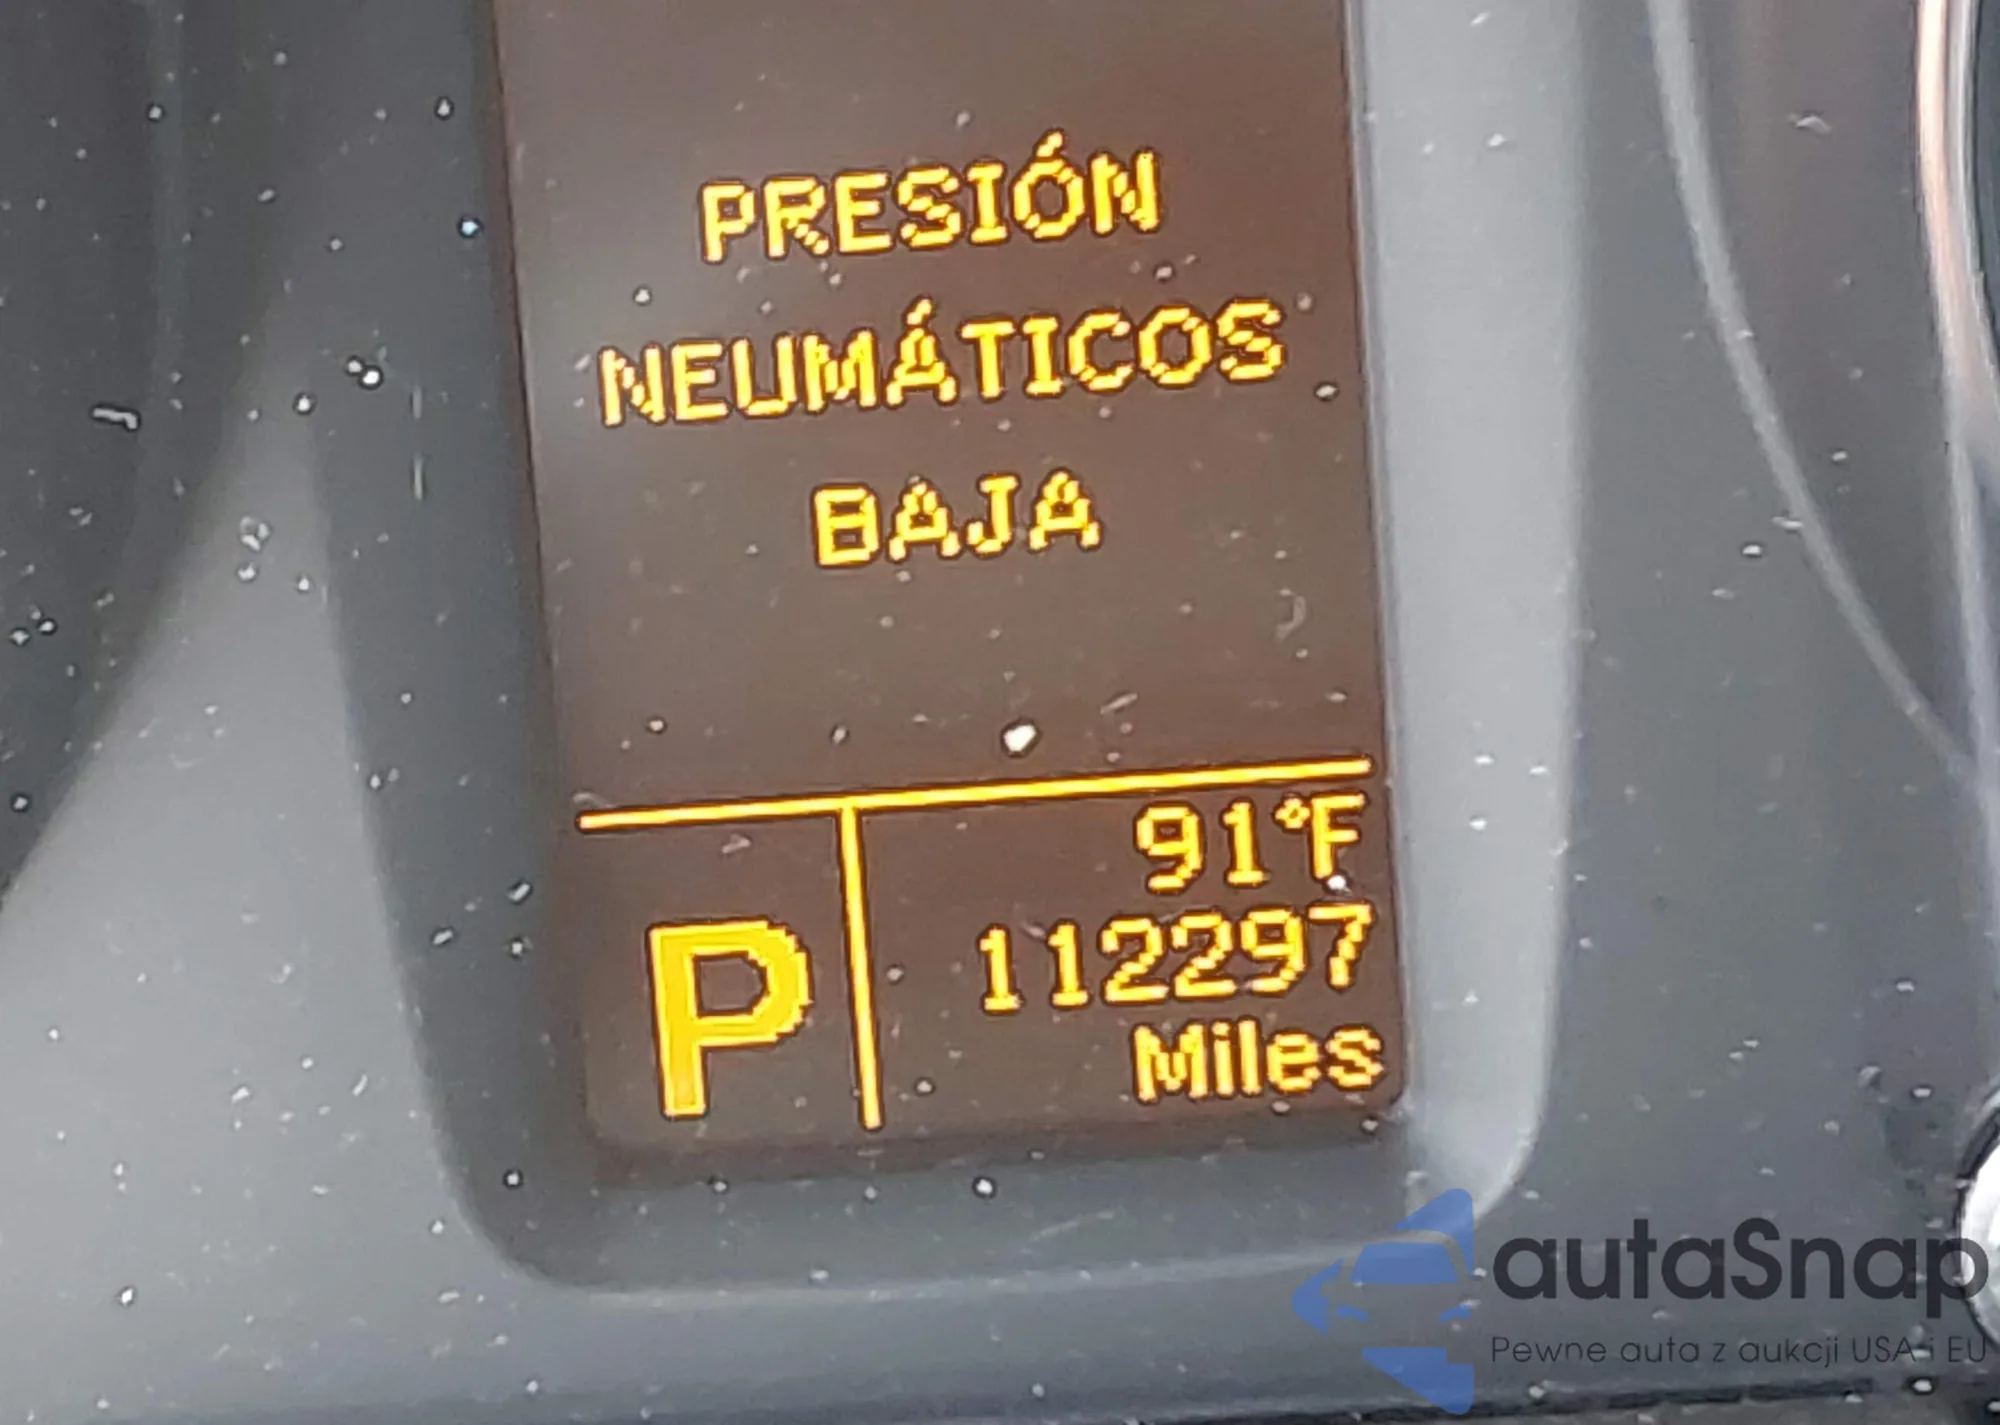 PRESIÓN
NEUMÁTICOS
BAJA
91°F
P
112297
Miles
autaSnap
Pewne auta z aukcji USA i EU